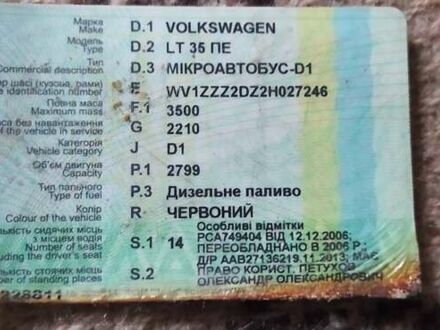 Марка D.1 VOLKSWAGEN
Make
Модель D.2 LT 35 ПЕ
Type
Тип D.3 МІКРОАВТОБУС-D1
Commercial description
шасі (кузова, рами) E WV1ZZZ2DZ2H027246
identification number
Повна маса F.1 3500
Maximum mass
без навантаження G 2210
of the vehicle in service
Категорія J D1
Vehicle category
Об'єм двигуна P.1 2799
Capacity
Тип пального P.3 Дизельне паливо
Type of fuel
Колір R ЧЕРВОНИЙ
Colour of the vehicle
кількість сидячих місць S.1 14 Особливі відмітки
з місцем водія РСА749404 ВІД 12.12.2006;
Number of seats ПЕРЕОБЛАДНАНО В 2006 Р;
including the driver's seat Д/Р ААВ27136219.11.2013; МАЄ
кількість стоячих місць S.2 ПРАВО КОРИСТ. ПЕТУХОВ
number of standing places ОЛЕКСАНДР ОЛЕКСАНДРОВИЧ